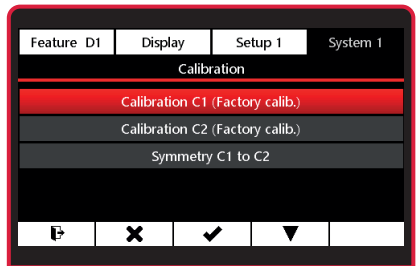 Feature D1 Display Setup 1 System 1
Calibration
Calibration C1 (Factory calib.)
Calibration C2 (Factory calib.)
Symmetry C1 to C2